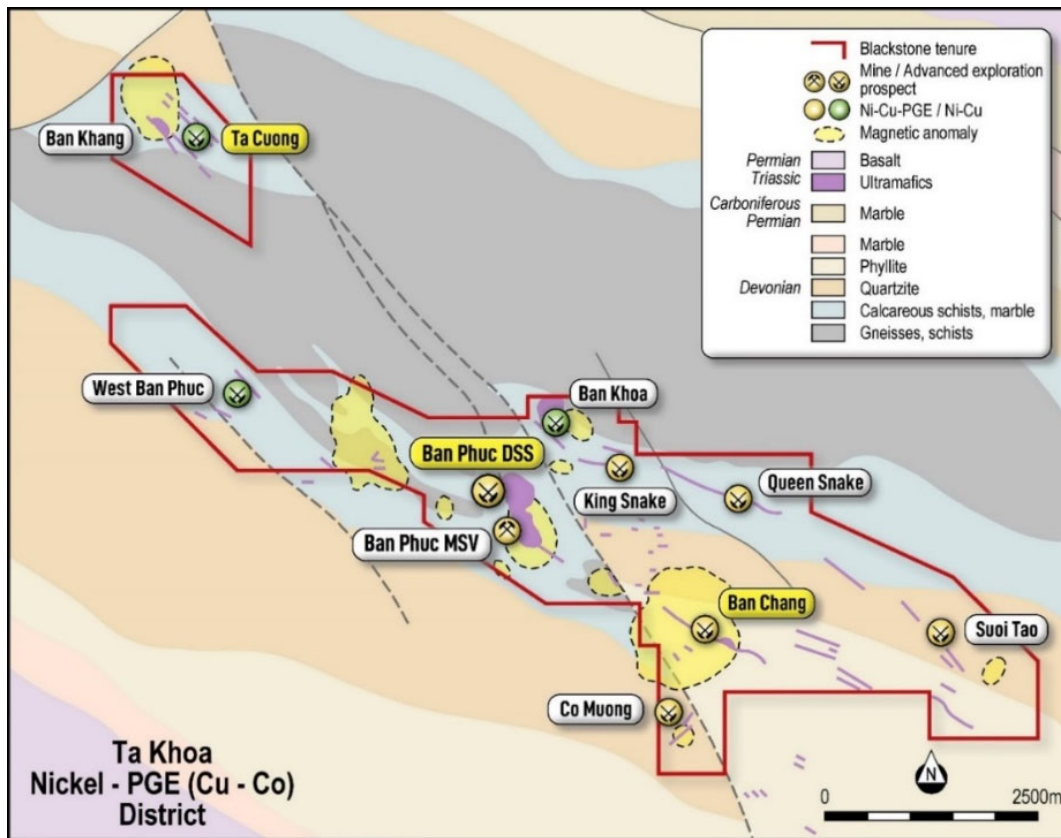 Blackstone tenure
Mine / Advanced exploration
prospect
Ni-Cu-PGE / Ni-Cu
Magnetic anomaly
Permian
Triassic
Basalt
Ultramafics
Carboniferous
Permian
Marble
Marble
Phyllite
Devonian
Quartzite
Calcareous schists, marble
Gneisses, schists
Ban Khang
Ta Cuong
West Ban Phuc
Ban Khoa
Ban Phuc DSS
King Snake
Queen Snake
Ban Phuc MSV
Ban Chang
Suoi Tao
Co Muong
Ta Khoa
Nickel - PGE (Cu - Co)
District
N
0 2500m